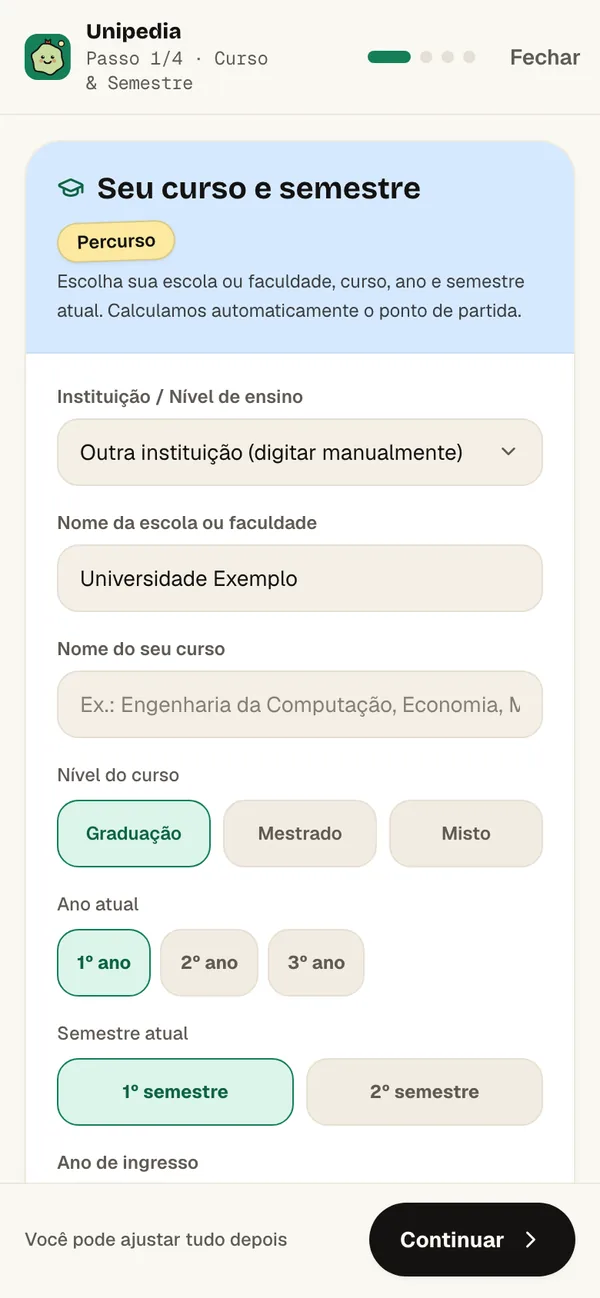 Unipedia
Passo 1/4 · Curso
& Semestre
Fechar
Seu curso e semestre
Percurso
Escolha sua escola ou faculdade, curso, ano e semestre
atual. Calculamos automaticamente o ponto de partida.
Instituição / Nível de ensino
Outra instituição (digitar manualmente)
Nome da escola ou faculdade
Universidade Exemplo
Nome do seu curso
Ex.: Engenharia da Computação, Economia, M
Nível do curso
Graduação
Mestrado
Misto
Ano atual
1º ano
2º ano
3º ano
Semestre atual
1º semestre
2º semestre
Ano de ingresso
Você pode ajustar tudo depois
Continuar